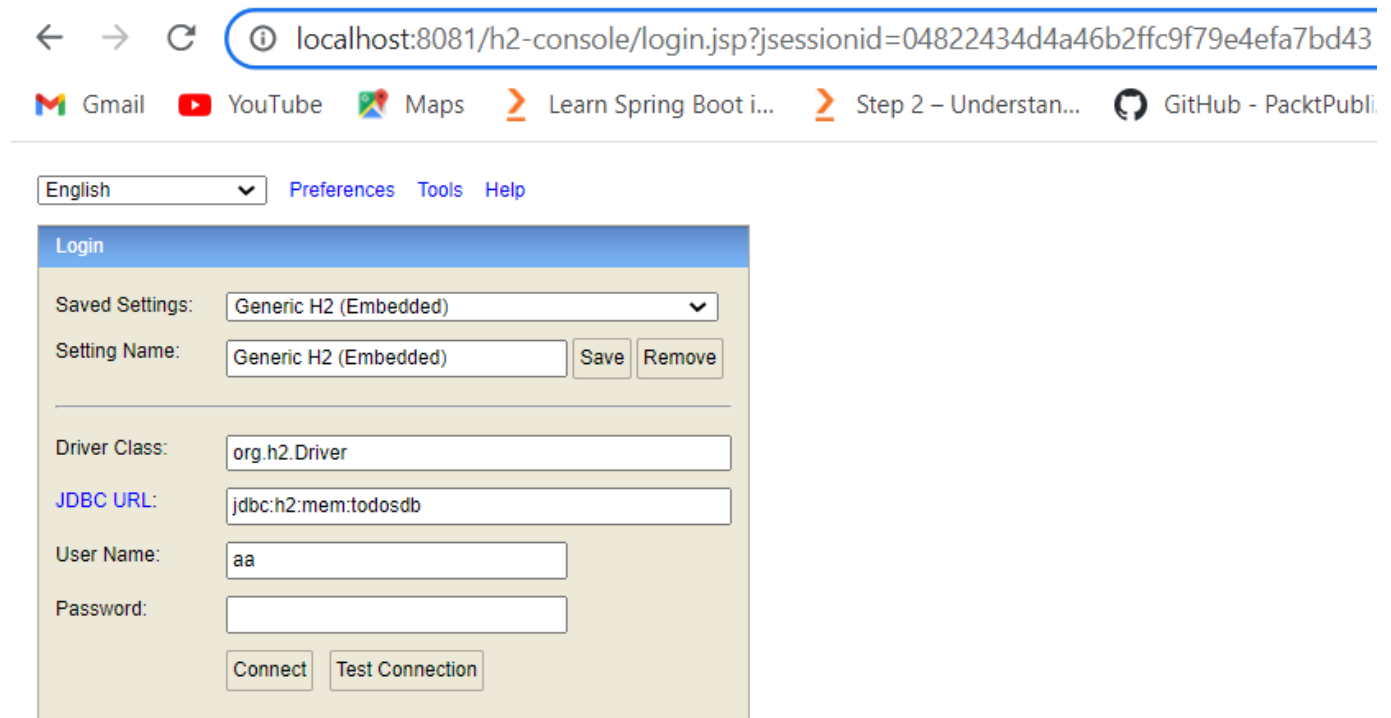 localhost:8081/h2-console/login.jsp?jsessionid=04822434d4a46b2ffc9f79e4efa7bd43
Gmail YouTube Maps Learn Spring Boot i... Step 2 – Understan... GitHub - PacktPubli.
English Preferences Tools Help
Login
Saved Settings: Generic H2 (Embedded)
Setting Name: Generic H2 (Embedded) Save Remove
Driver Class: org.h2.Driver
JDBC URL: jdbc:h2:mem:todosdb
User Name: aa
Password:
Connect Test Connection